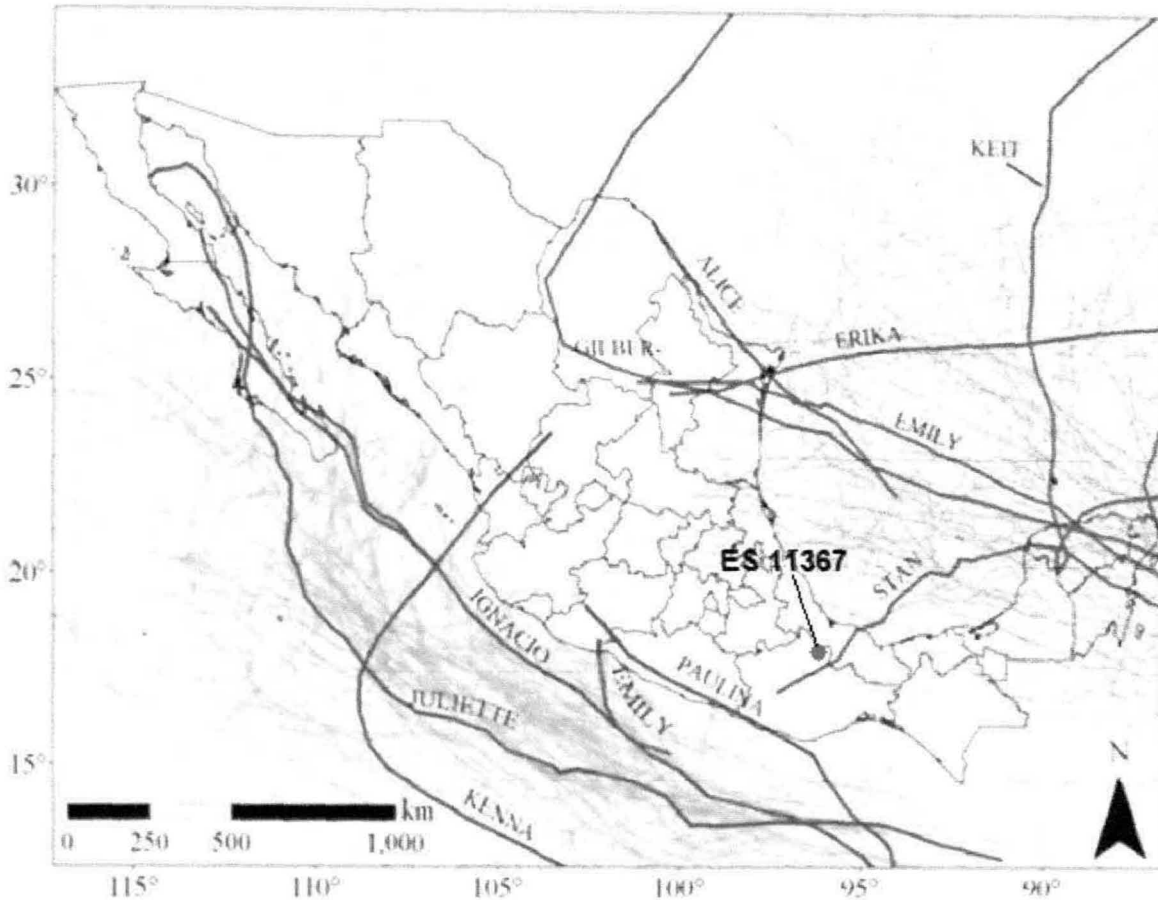 KEIT
30°
ALICE
ERIKA
GILBER
25°
EMILY
ES 11367
20°
STAN
IGNACIO
PAULINA
EMILY
JULIETTE
15°
KENNA
N
km
0 250 500 1,000
115° 110° 105° 100° 95° 90°